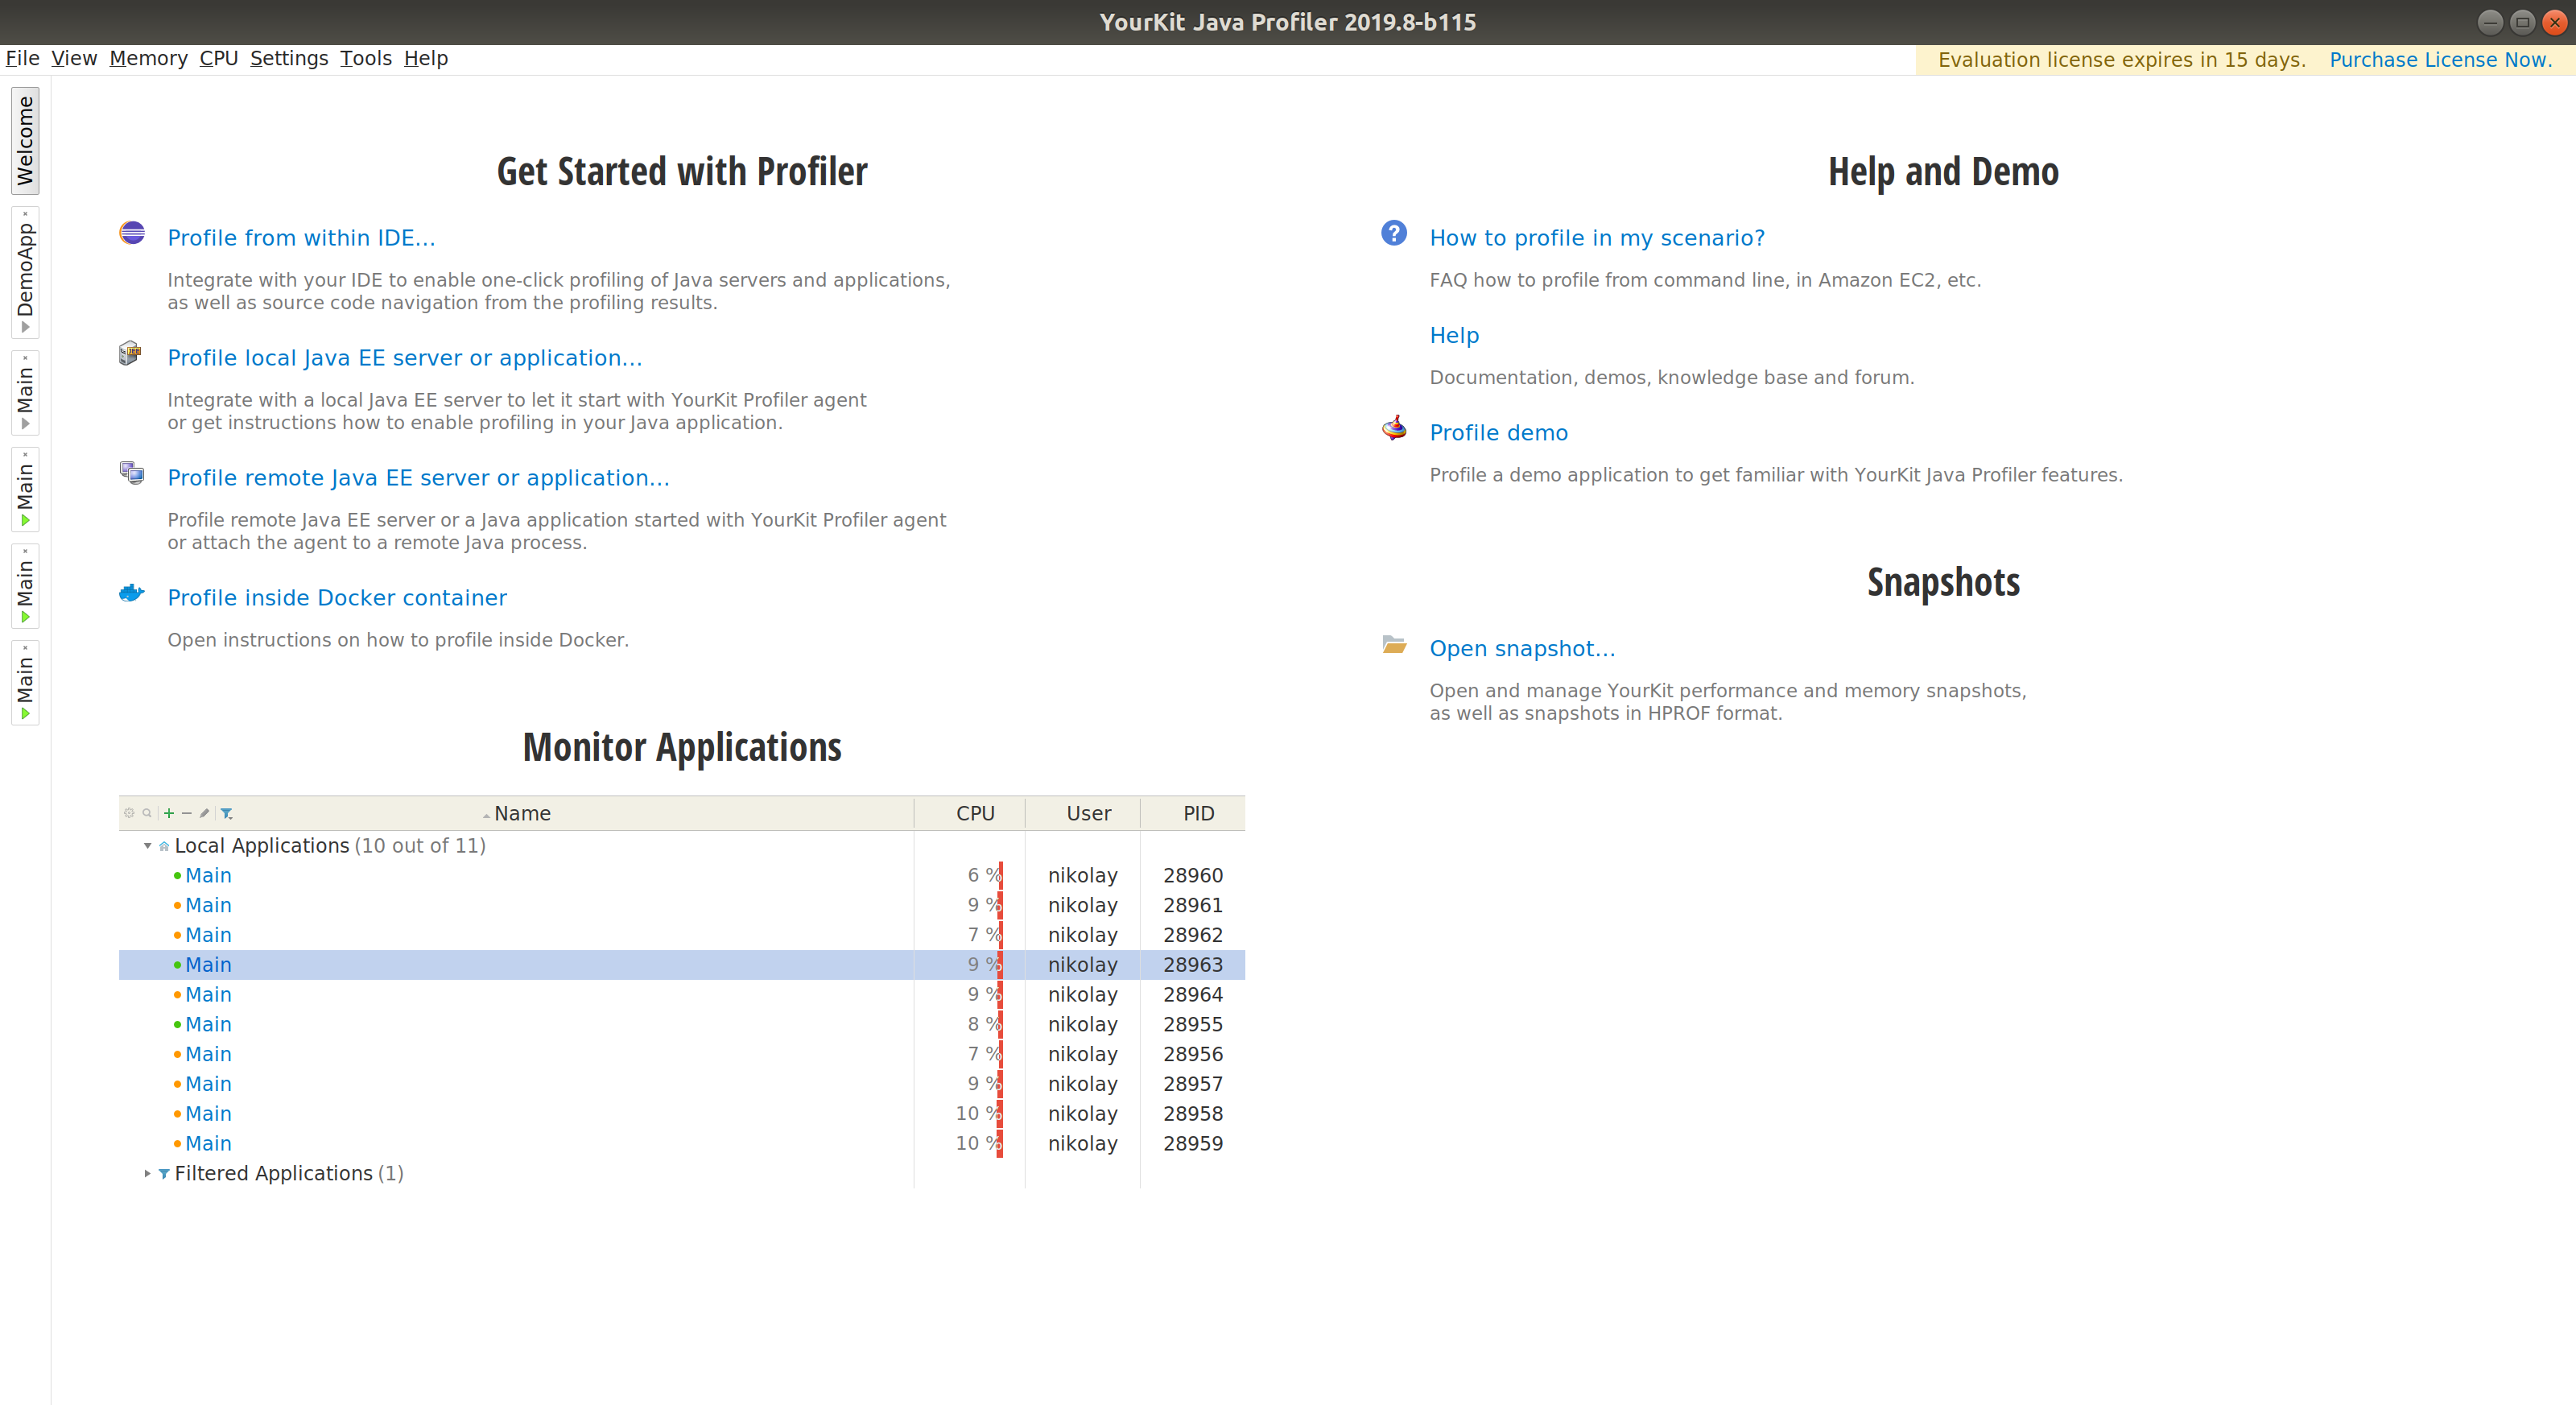 YourKit Java Profiler 2019.8-b115
File View Memory CPU Settings Tools Help
Evaluation license expires in 15 days. Purchase License Now.
Welcome
DemoApp
Main
Main
Main
Main
Get Started with Profiler
Profile from within IDE...
Integrate with your IDE to enable one-click profiling of Java servers and applications,
as well as source code navigation from the profiling results.
Profile local Java EE server or application...
Integrate with a local Java EE server to let it start with YourKit Profiler agent
or get instructions how to enable profiling in your Java application.
Profile remote Java EE server or application...
Profile remote Java EE server or a Java application started with YourKit Profiler agent
or attach the agent to a remote Java process.
Profile inside Docker container
Open instructions on how to profile inside Docker.
Help and Demo
How to profile in my scenario?
FAQ how to profile from command line, in Amazon EC2, etc.
Help
Documentation, demos, knowledge base and forum.
Profile demo
Profile a demo application to get familiar with YourKit Java Profiler features.
Snapshots
Open snapshot...
Open and manage YourKit performance and memory snapshots,
as well as snapshots in HPROF format.
Monitor Applications
Name CPU User PID
Local Applications (10 out of 11)
Main 6 % nikolay 28960
Main 9 % nikolay 28961
Main 7 % nikolay 28962
Main 9 % nikolay 28963
Main 9 % nikolay 28964
Main 8 % nikolay 28955
Main 7 % nikolay 28956
Main 9 % nikolay 28957
Main 10 % nikolay 28958
Main 10 % nikolay 28959
Filtered Applications (1)